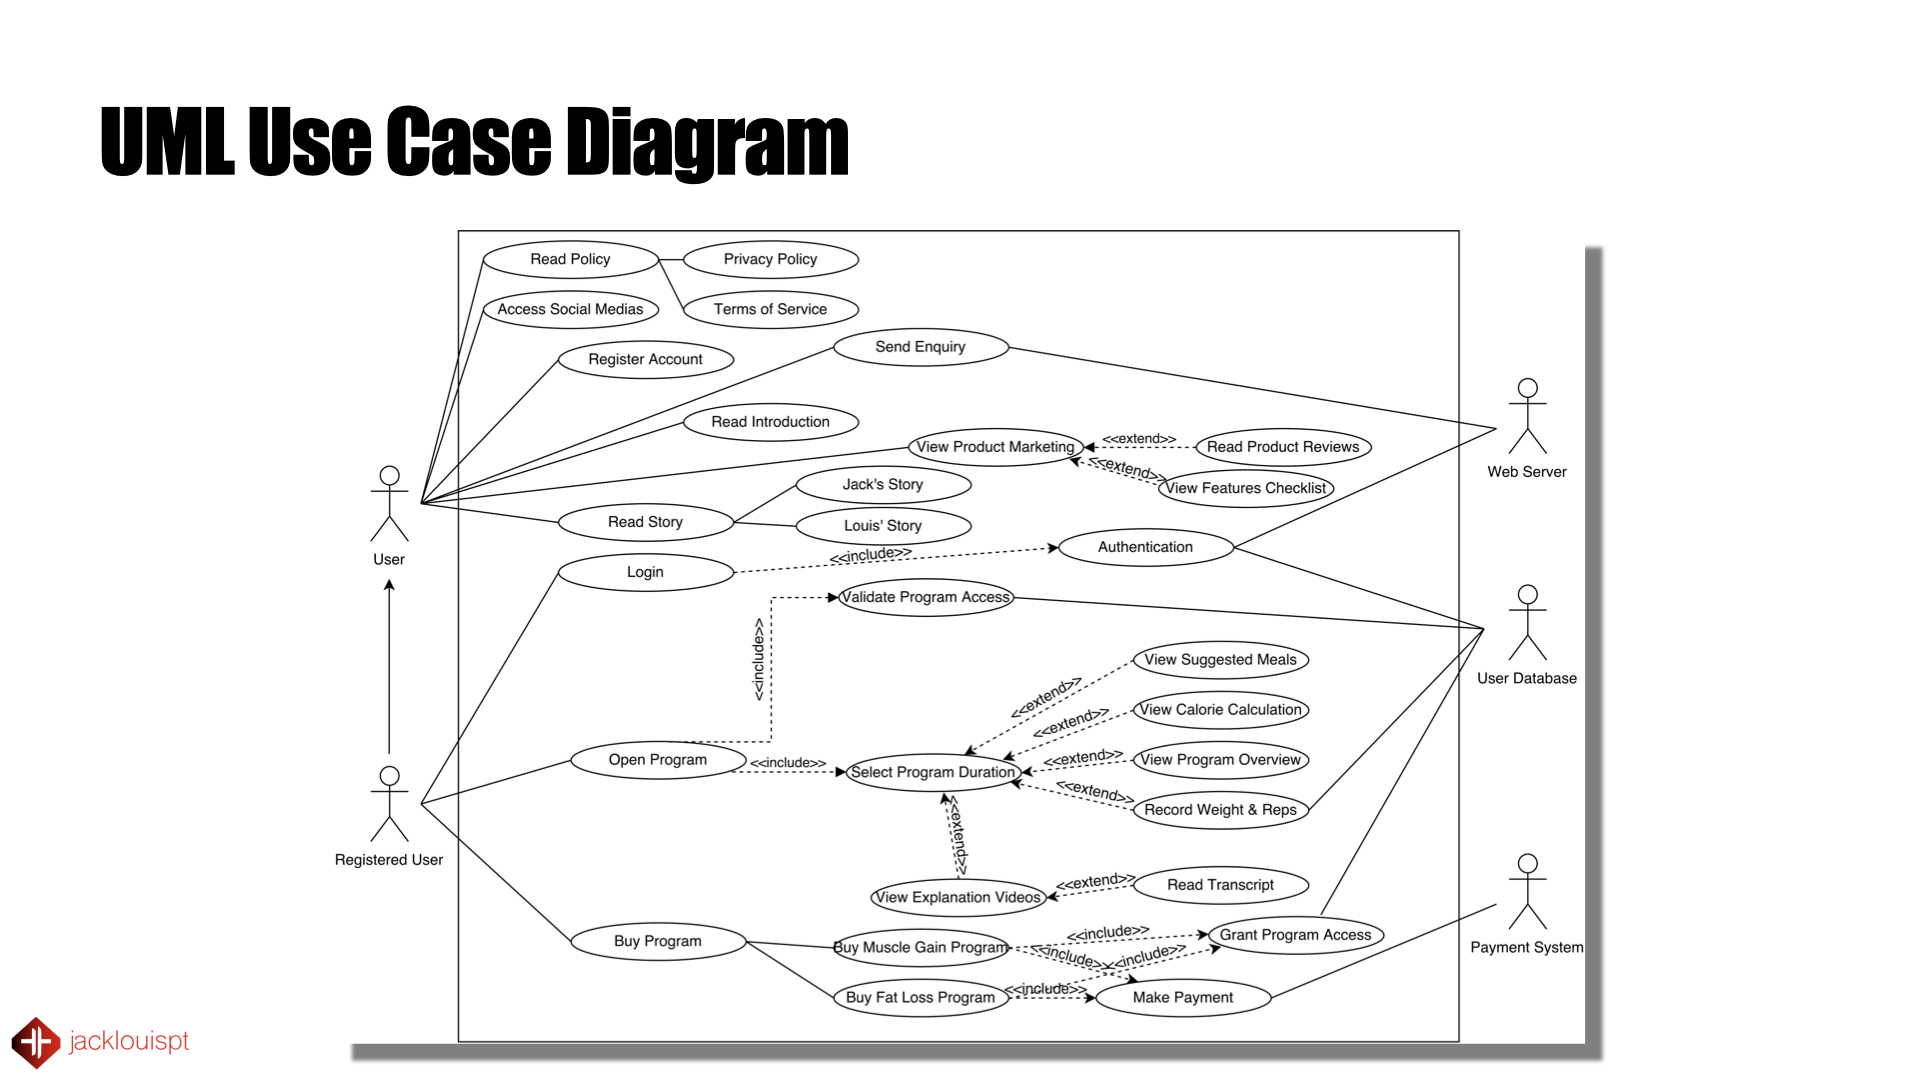 UML Use Case Diagram
Read Policy
Privacy Policy
Access Social Medias
Terms of Service
Register Account
Send Enquiry
Read Introduction
View Product Marketing
<<extend>>
Read Product Reviews
<<extend>>
View Features Checklist
Web Server
Jack's Story
Read Story
Louis' Story
User
<<include>>
Authentication
Login
Validate Program Access
<<include>>
View Suggested Meals
User Database
<<extend>>
View Calorie Calculation
<<extend>>
Open Program
<<include>>
Select Program Duration
<<extend>>
View Program Overview
<<extend>>
Record Weight & Reps
<<extend>>
Registered User
View Explanation Videos
<<extend>>
Read Transcript
Buy Program
Buy Muscle Gain Program
<<include>>
Grant Program Access
<<include>>
<<include>>
Payment System
Buy Fat Loss Program
<<include>>
Make Payment
jacklouispt